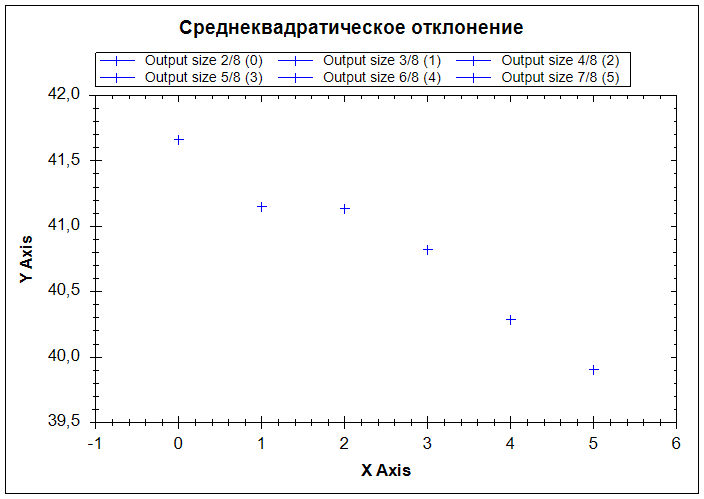 Среднеквадратическое отклонение
Output size 2/8 (0) Output size 3/8 (1) Output size 4/8 (2)
Output size 5/8 (3) Output size 6/8 (4) Output size 7/8 (5)
42,0
41,5
41,0
40,5
40,0
39,5
Y Axis
-1 0 1 2 3 4 5 6
X Axis